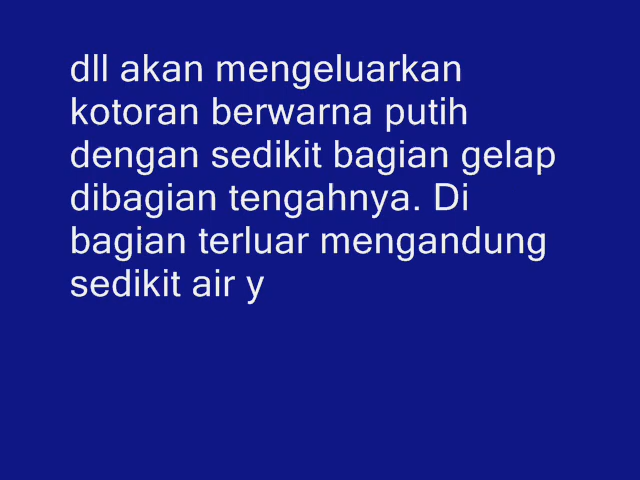 dll akan mengeluarkan
kotoran berwarna putih
dengan sedikit bagian gelap
dibagian tengahnya. Di
bagian terluar mengandung
sedikit air y